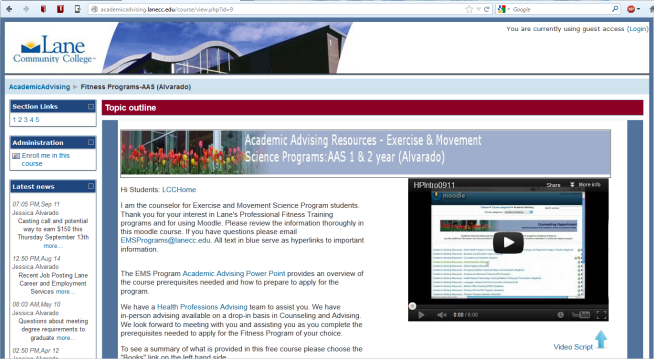 academicadvising.lanecc.edu/course/view.php?id=9
Google
You are currently using guest access (Login)
Lane
Community College
AcademicAdvising ► Fitness Programs-AAS (Alvarado)
Section Links
1 2 3 4 5
Administration
Enroll me in this
course
Latest news
07:05 PM, Sep 11
Jessica Alvarado
Casting call and potential
way to earn $150 this
Thursday September 13th
more...
12:50 PM, Aug 14
Jessica Alvarado
Recent Job Posting Lane
Career and Employment
Services more...
08:03 AM, May 10
Jessica Alvarado
Questions about meeting
degree requirements to
graduate more...
02:50 PM, Apr 12
Jessica Alvarado
Topic outline
Academic Advising Resources - Exercise & Movement
Science Programs:AAS 1 & 2 year (Alvarado)
Hi Students: LCCHome
I am the counselor for Exercise and Movement Science Program students.
Thank you for your interest in Lane's Professional Fitness Training
programs and for using Moodle. Please review the information thoroughly in
this moodle course. If you have questions please email
EMSPrograms@lanecc.edu. All text in blue serve as hyperlinks to important
information.
The EMS Program Academic Advising Power Point provides an overview of
the course prerequisites needed and how to prepare to apply for the
program.
We have a Health Professions Advising team to assist you. We have
in-person advising available on a drop-in basis in Counseling and Advising.
We look forward to meeting with you and assisting you as you complete the
prerequisites needed to apply for the Fitness Program of your choice.
To see a summary of what is provided in this free course please choose the
"Books" link on the left hand side
HPIntro0911
Share
More info
moodle
0:00 / 6:00
YouTube
Video Script